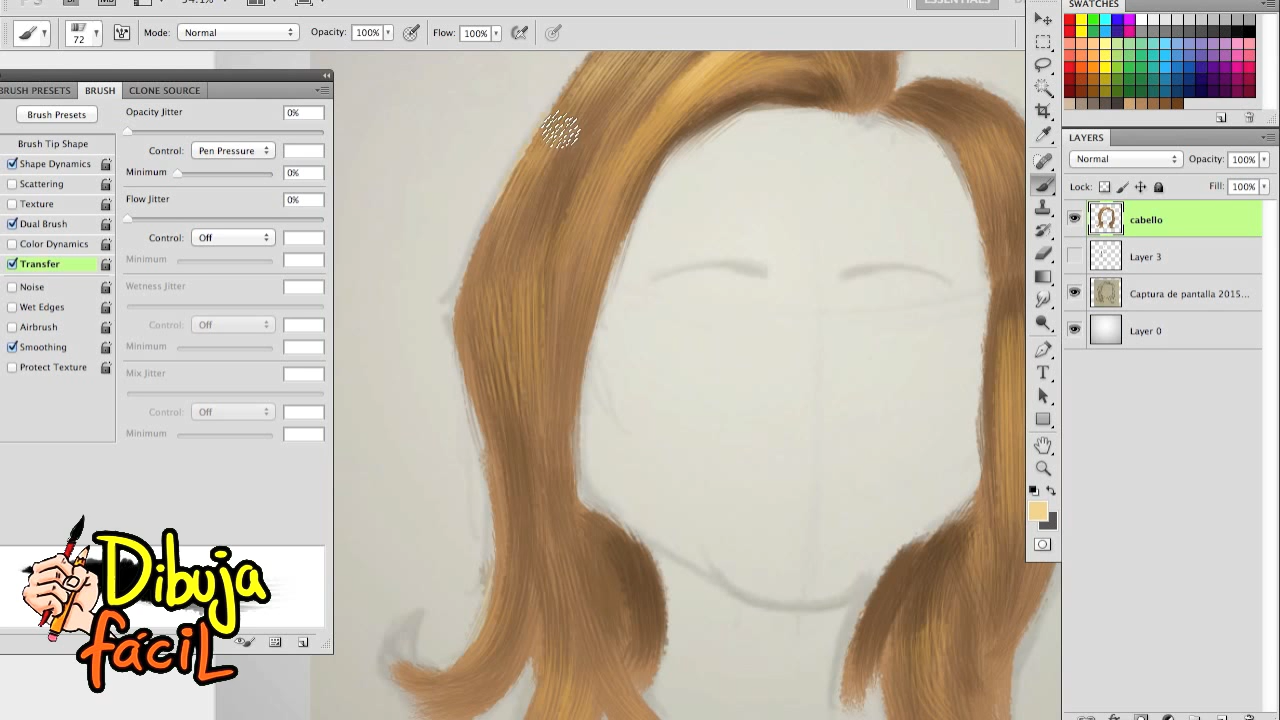 ESSENTIALS
72
Mode: Normal
Opacity: 100%
Flow: 100%
BRUSH PRESETS
BRUSH
CLONE SOURCE
Brush Presets
Brush Tip Shape
Shape Dynamics
Scattering
Texture
Dual Brush
Color Dynamics
Transfer
Noise
Wet Edges
Airbrush
Smoothing
Protect Texture
Opacity Jitter 0%
Control: Pen Pressure
Minimum 0%
Flow Jitter 0%
Control: Off
Minimum
Wetness Jitter
Control: Off
Minimum
Mix Jitter
Control: Off
Minimum
Dibuja
fácil
SWATCHES
LAYERS
Normal
Opacity: 100%
Lock:
Fill: 100%
cabello
Layer 3
Captura de pantalla 2015...
Layer 0
T